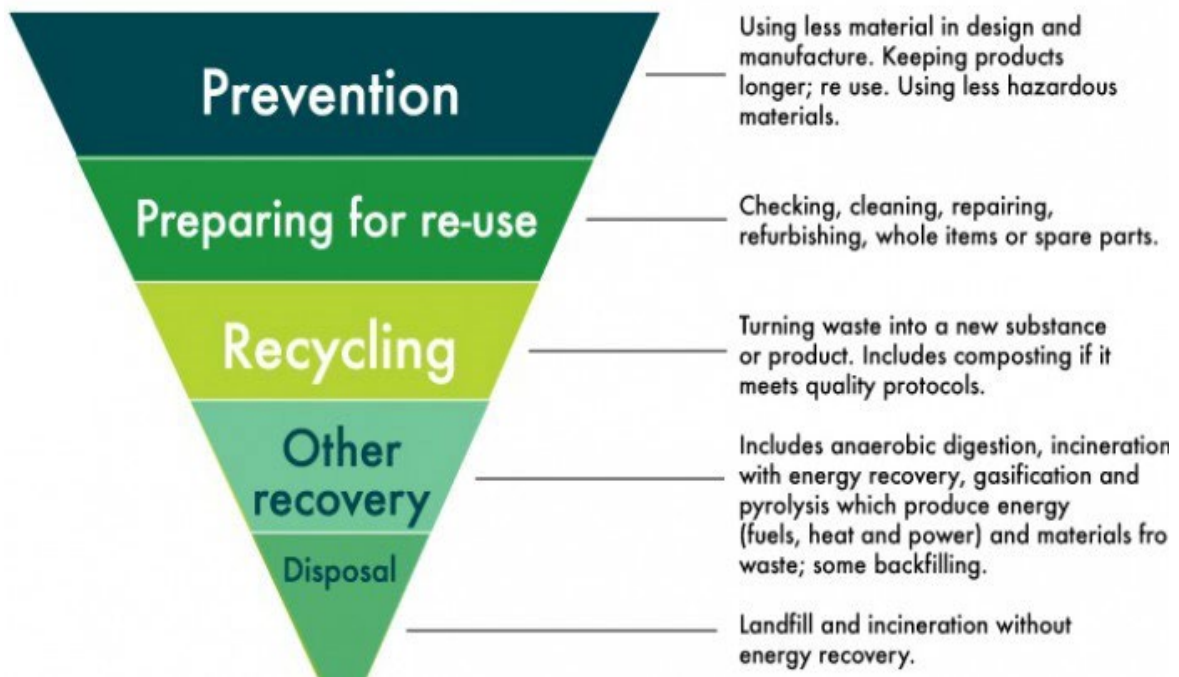 Prevention
Using less material in design and
manufacture. Keeping products
longer; re use. Using less hazardous
materials.
Preparing for re-use
Checking, cleaning, repairing,
refurbishing, whole items or spare parts.
Recycling
Turning waste into a new substance
or product. Includes composting if it
meets quality protocols.
Other
recovery
Includes anaerobic digestion, incineration
with energy recovery, gasification and
pyrolysis which produce energy
(fuels, heat and power) and materials fro
waste; some backfilling.
Disposal
Landfill and incineration without
energy recovery.